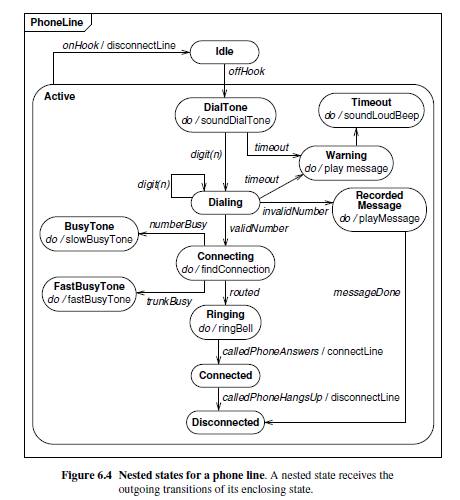 PhoneLine
onHook / disconnectLine
Idle
offHook
Active
DialTone
do / soundDialTone
Timeout
do / soundLoudBeep
timeout
digit(n)
Warning
do / play message
digit(n)
timeout
Dialing
Recorded
Message
do / playMessage
invalidNumber
BusyTone
do / slowBusyTone
numberBusy
validNumber
Connecting
do / findConnection
FastBusyTone
do / fastBusyTone
trunkBusy
routed
messageDone
Ringing
do / ringBell
calledPhoneAnswers / connectLine
Connected
calledPhoneHangsUp / disconnectLine
Disconnected
Figure 6.4 Nested states for a phone line. A nested state receives the
outgoing transitions of its enclosing state.